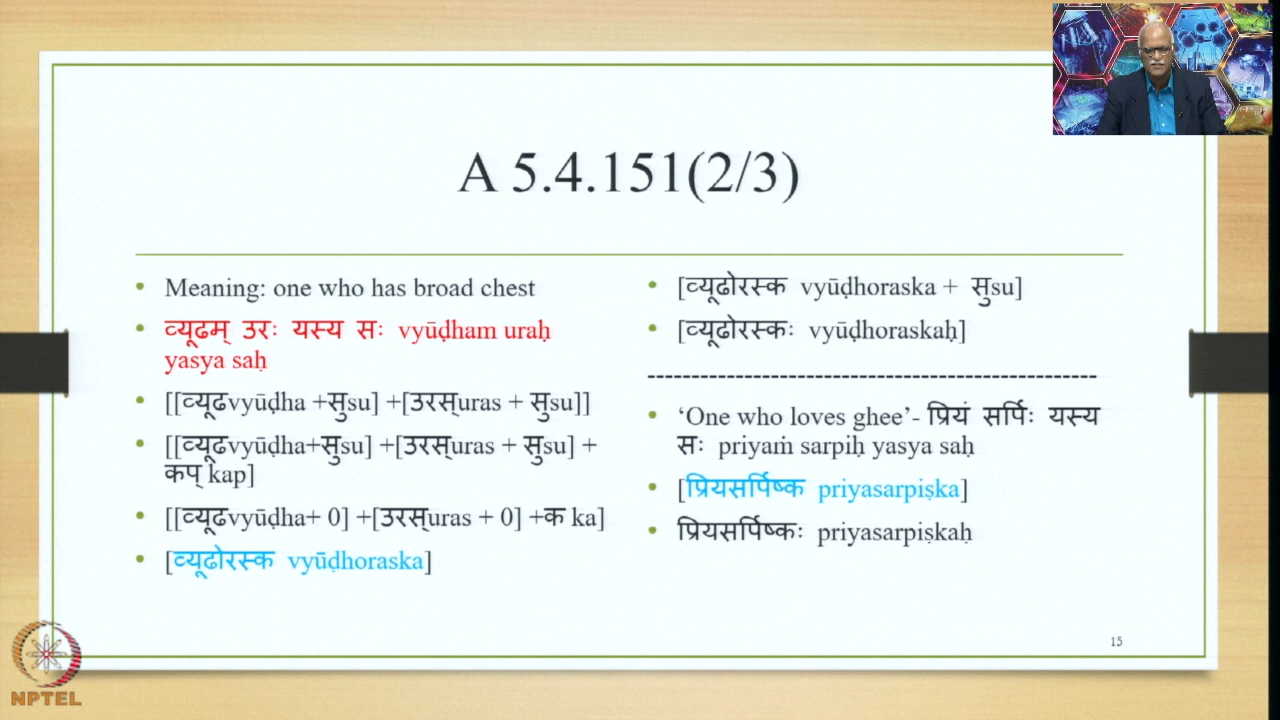 A 5.4.151(2/3)
• Meaning: one who has broad chest
• व्यूढम् उरः यस्य सः vyūḍham uraḥ
yasya saḥ
• [[व्यूढvyūḍha +सुsu] +[उरस्uras + सुsu]]
• [[व्यूढvyūḍha+सुsu] +[उरस्uras + सुsu] +
कप् kap]
• [[व्यूढvyūḍha+ 0] +[उरस्uras + 0] +क ka]
• [व्यूढोरस्क vyūḍhoraska]
• [व्यूढोरस्क vyūḍhoraska + सुsu]
• [व्यूढोरस्कः vyūḍhoraskaḥ]
--------------------------------------------------
• ‘One who loves ghee’- प्रियं सर्पिः यस्य
सः priyaṁ sarpiḥ yasya saḥ
• [प्रियसर्पिष्क priyasarpiṣka]
• प्रियसर्पिष्कः priyasarpiṣkaḥ
15
NPTEL